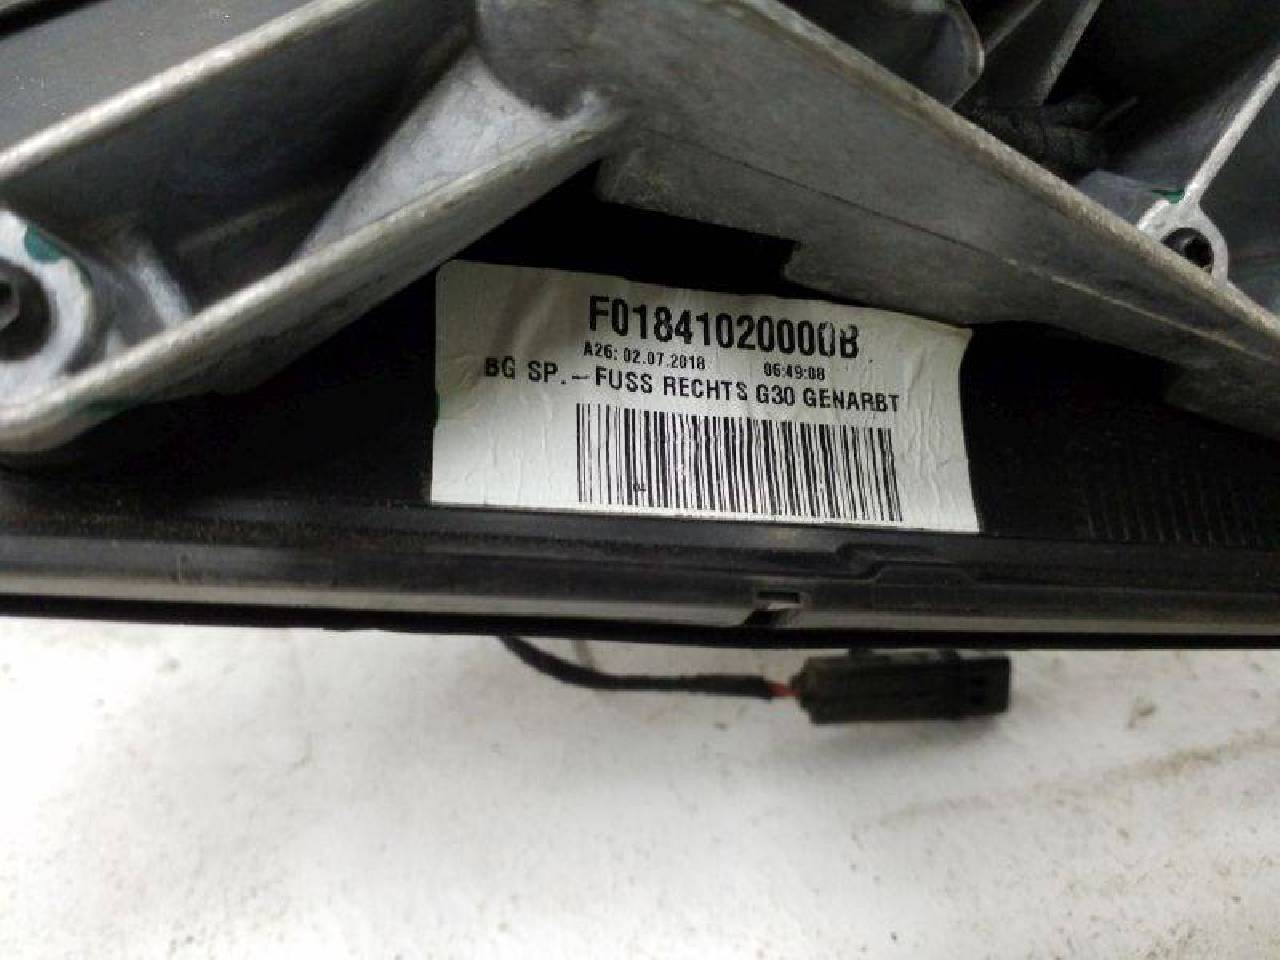 F01841020000B
A26: 02.07.2018 06:49:08
BG SP.-FUSS RECHTS G30 GENARBT